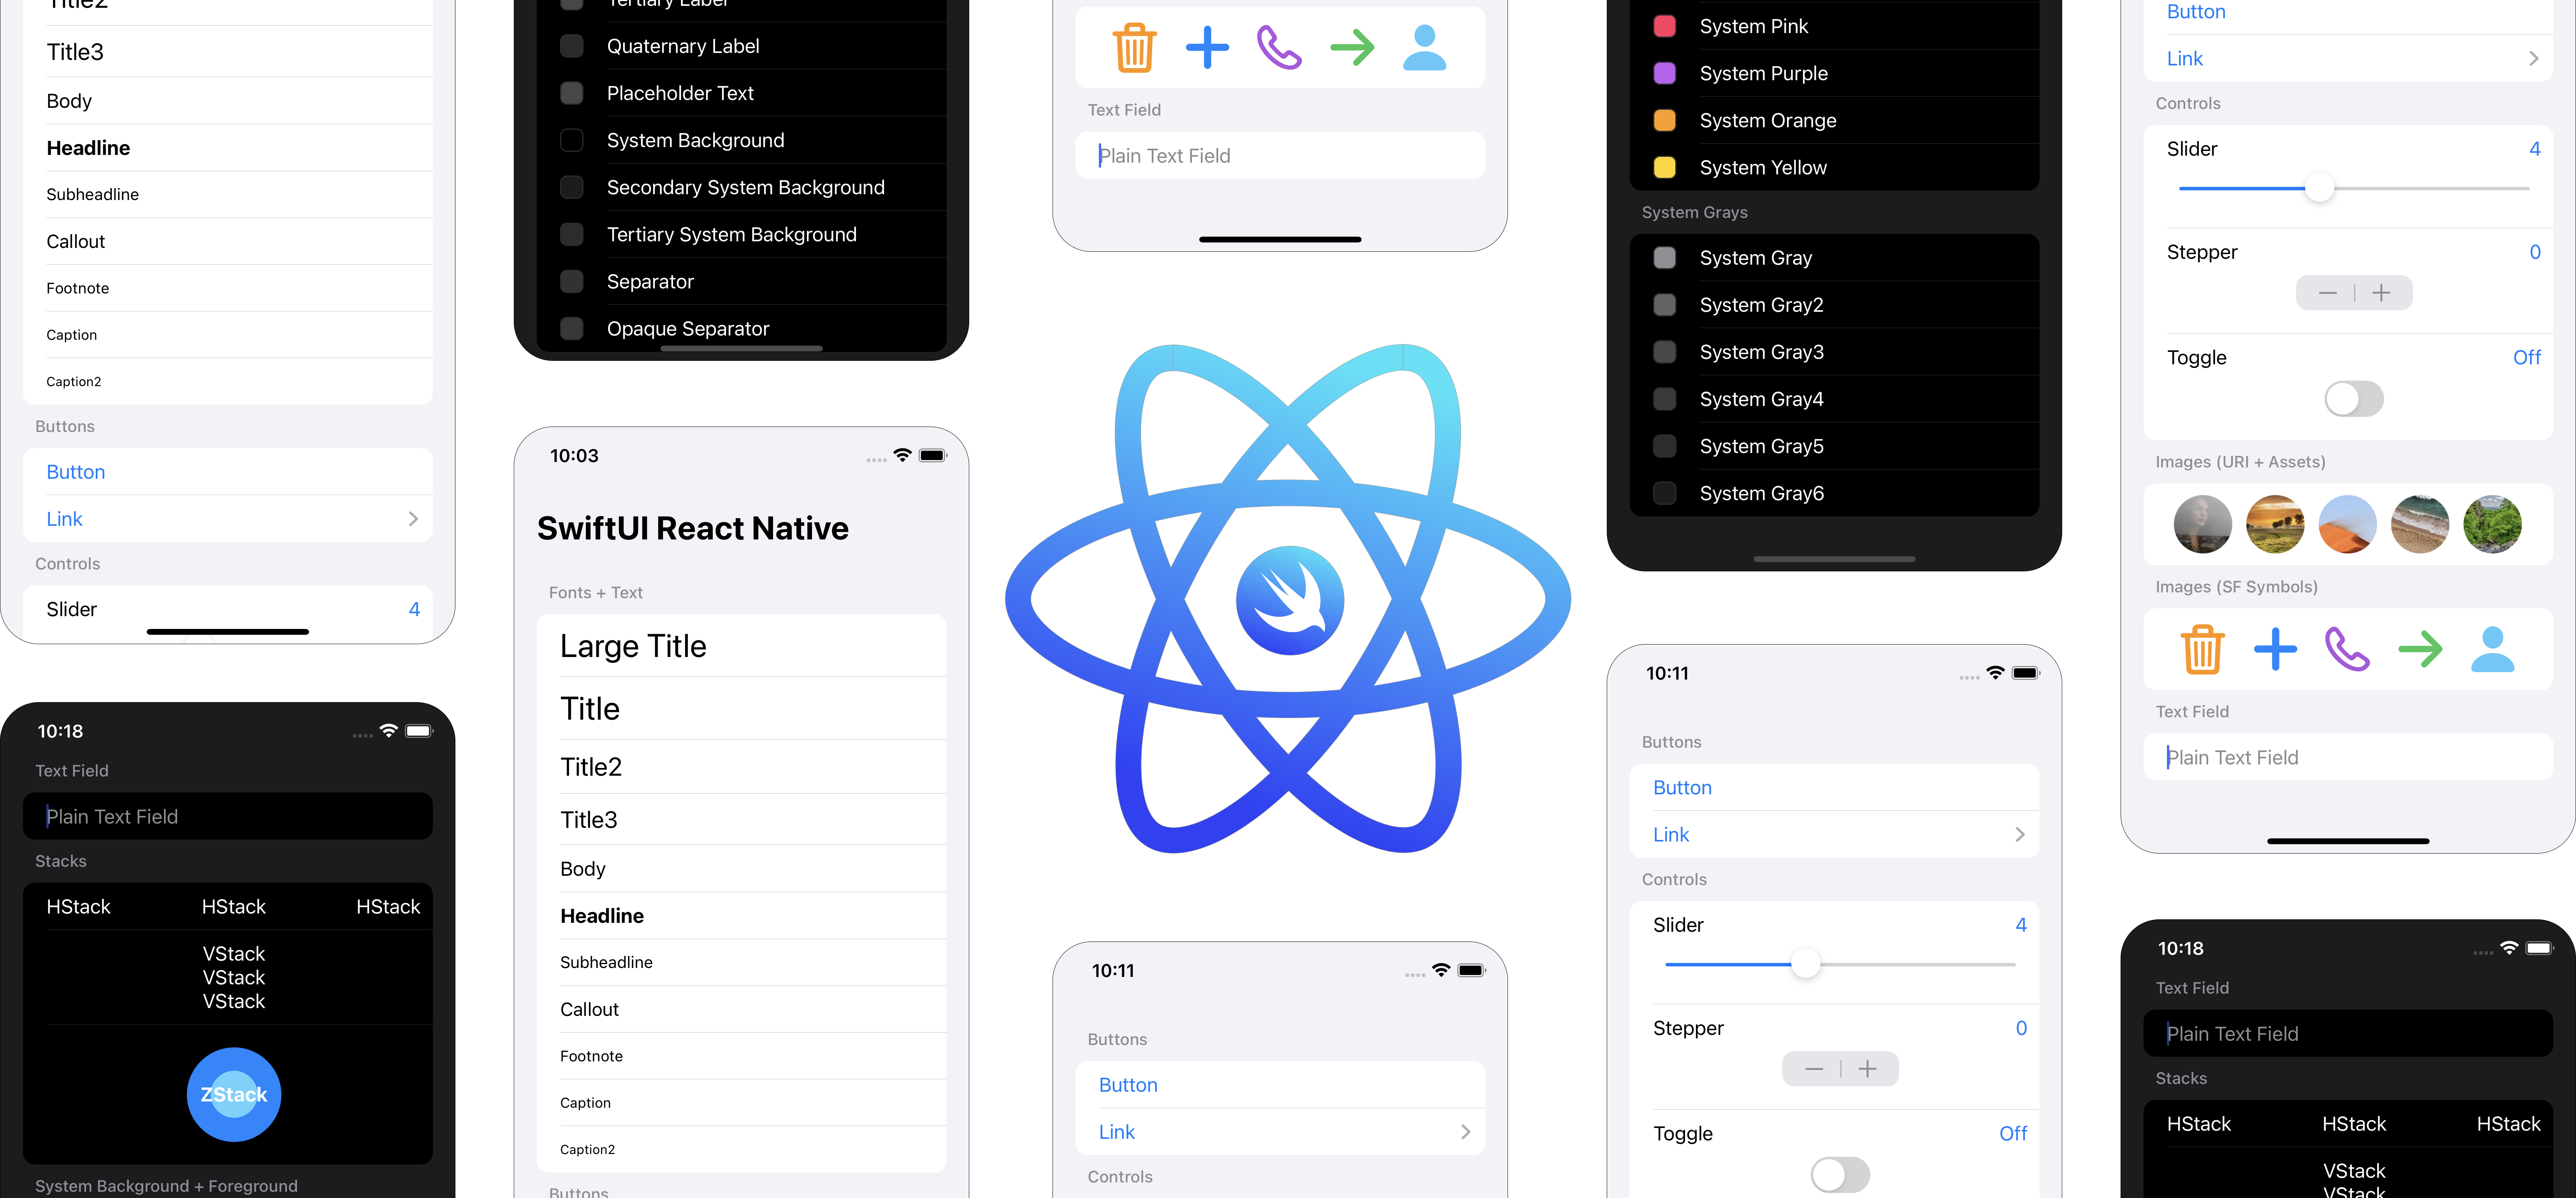 Title2
Title3
Body
Headline
Subheadline
Callout
Footnote
Caption
Caption2
Buttons
Button
Link
Controls
Slider 4
10:18
Text Field
Plain Text Field
Stacks
HStack HStack HStack
VStack
VStack
VStack
ZStack
System Background + Foreground
Tertiary Label
Quaternary Label
Placeholder Text
System Background
Secondary System Background
Tertiary System Background
Separator
Opaque Separator
10:03
SwiftUI React Native
Fonts + Text
Large Title
Title
Title2
Title3
Body
Headline
Subheadline
Callout
Footnote
Caption
Caption2
Buttons
Text Field
Plain Text Field
10:11
Buttons
Button
Link
Controls
System Pink
System Purple
System Orange
System Yellow
System Grays
System Gray
System Gray2
System Gray3
System Gray4
System Gray5
System Gray6
10:11
Buttons
Button
Link
Controls
Slider 4
Stepper 0
Toggle Off
Button
Link
Controls
Slider 4
Stepper 0
Toggle Off
Images (URI + Assets)
Images (SF Symbols)
Text Field
Plain Text Field
10:18
Text Field
Plain Text Field
Stacks
HStack HStack HStack
VStack
VStack